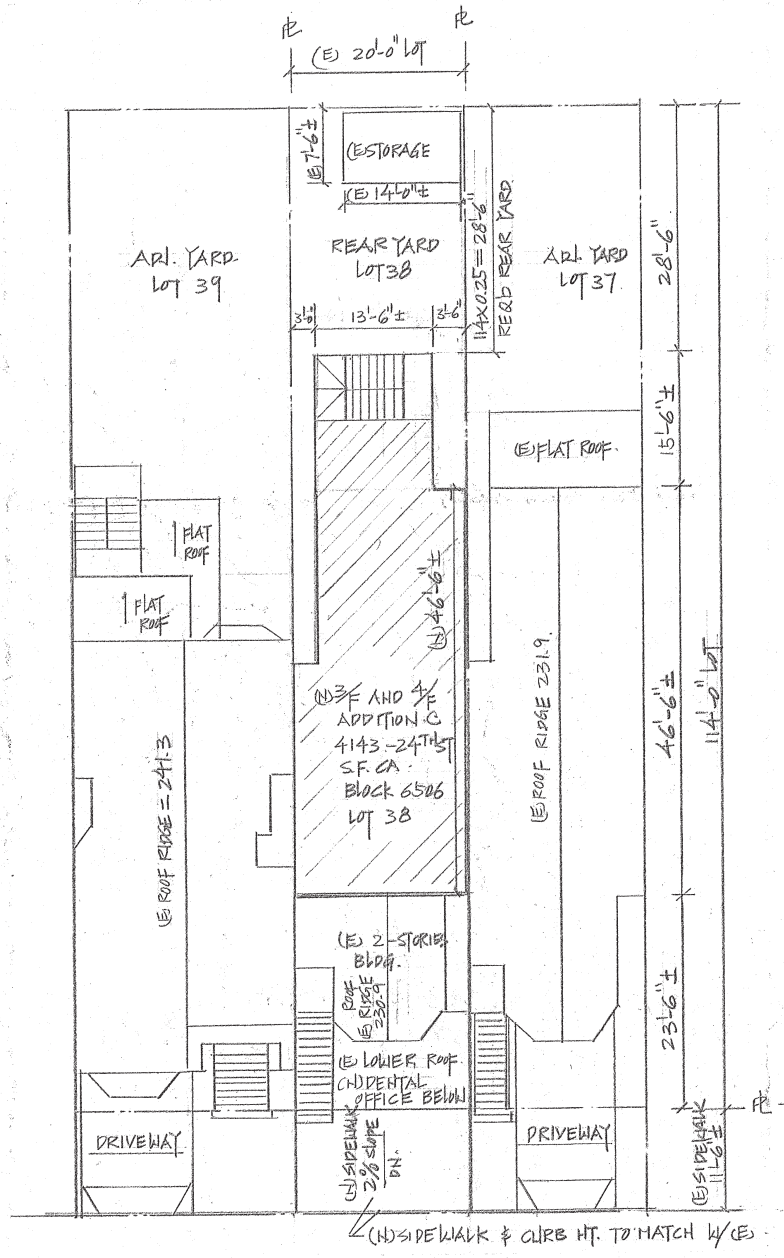 PL
PL
(E) 20'-0" LOT
(E) 7'-6"±
(E) STORAGE
(E) 14'-0"±
ADJ. YARD
LOT 39
REAR YARD
LOT 38
114 X 0.25 = 28'-6"
REQD REAR YARD.
ADJ. YARD
LOT 37
28'-6"
3'-0"
13'-6"±
3'-6"
15'-6"±
(E) FLAT ROOF.
FLAT
ROOF
FLAT
ROOF
(N) 46'-6"±
(N) 3/F AND 4/F
ADDITION @
4143 - 24TH ST
S.F. CA.
BLOCK 6506
LOT 38
(E) ROOF RIDGE = 241.3
(E) ROOF RIDGE 231.9.
46'-6"±
114'-0" LOT
(E) 2-STORIES
BLDG.
ROOF
(E) RIDGE
230.9
(E) LOWER ROOF.
(N) DENTAL
OFFICE BELOW
23'-6"±
PL
DRIVEWAY
(N) SIDEWALK
2% SLOPE
DN.
DRIVEWAY
(E) SIDEWALK
11'-6"±
(N) SIDEWALK & CURB HT. TO MATCH W/(E).